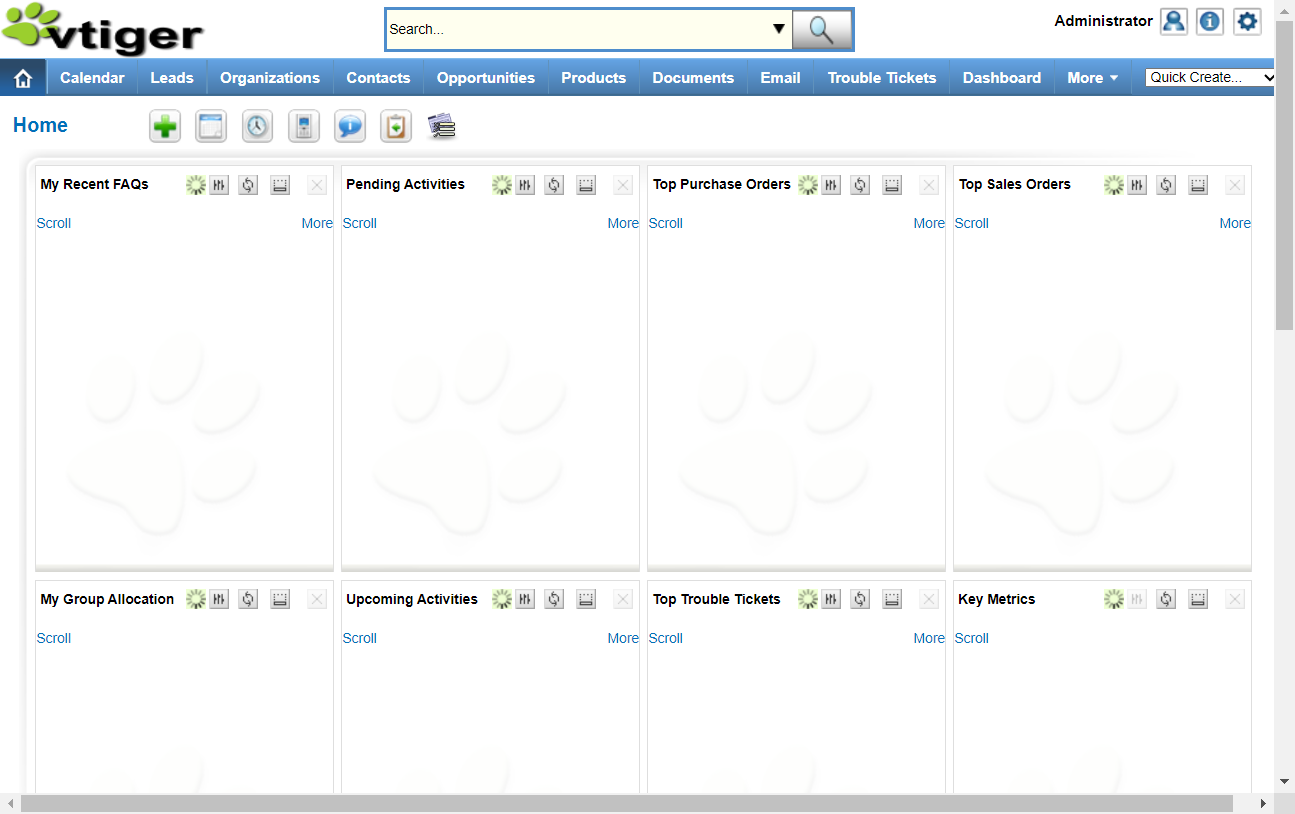 vtiger
Search...
Administrator
Calendar Leads Organizations Contacts Opportunities Products Documents Email Trouble Tickets Dashboard More Quick Create...
Home
My Recent FAQs Pending Activities Top Purchase Orders Top Sales Orders
Scroll More Scroll More Scroll More Scroll More
My Group Allocation Upcoming Activities Top Trouble Tickets Key Metrics
Scroll Scroll More Scroll More Scroll